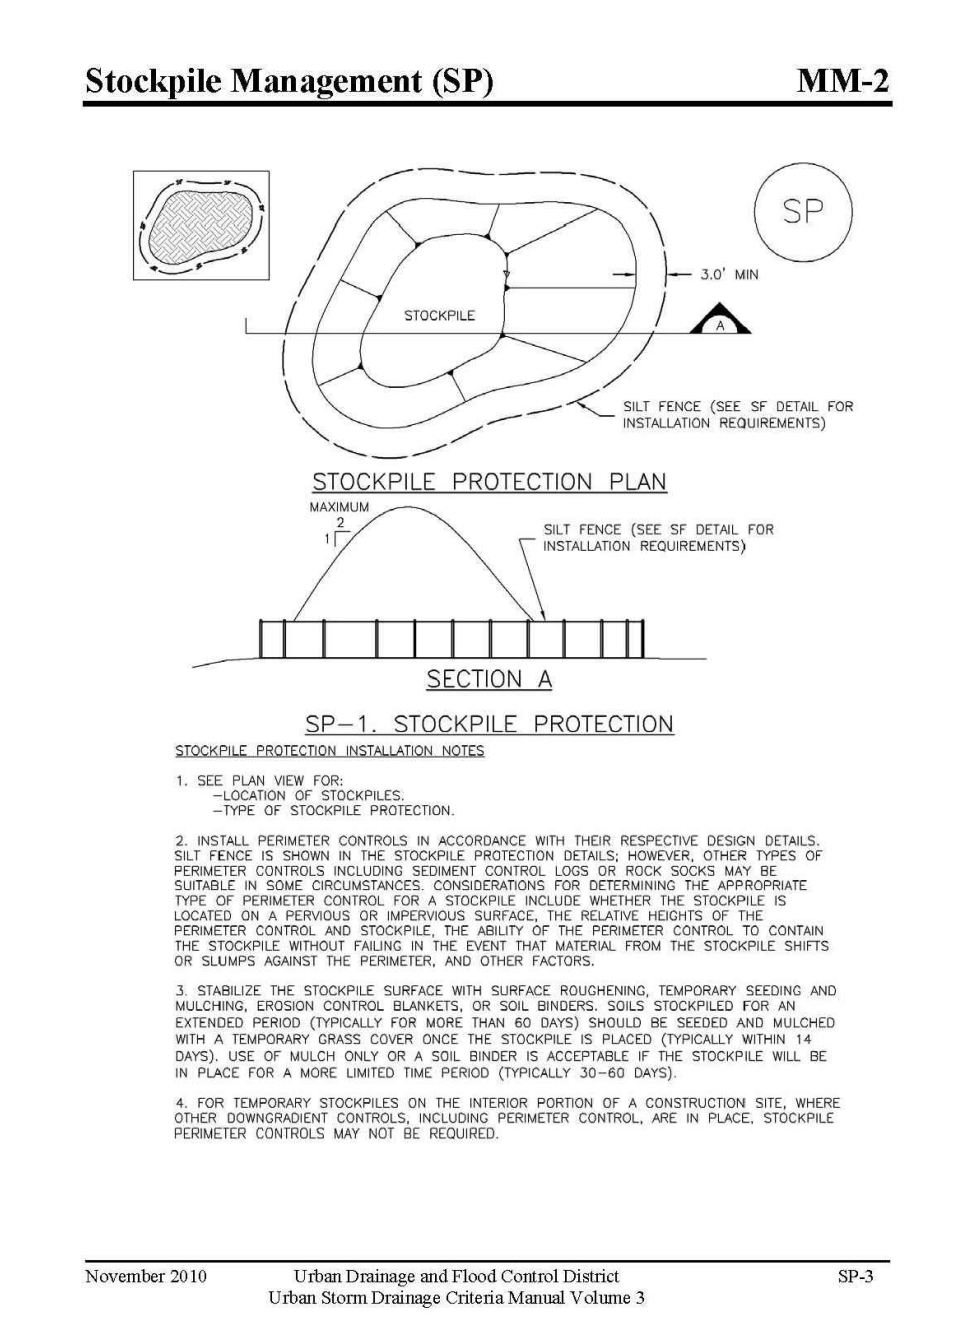 Stockpile Management (SP) MM-2
SP
STOCKPILE
3.0' MIN
A
SILT FENCE (SEE SF DETAIL FOR
INSTALLATION REQUIREMENTS)
STOCKPILE PROTECTION PLAN
MAXIMUM
2
1
SILT FENCE (SEE SF DETAIL FOR
INSTALLATION REQUIREMENTS)
SECTION A
SP-1. STOCKPILE PROTECTION
STOCKPILE PROTECTION INSTALLATION NOTES
1. SEE PLAN VIEW FOR:
-LOCATION OF STOCKPILES.
-TYPE OF STOCKPILE PROTECTION.
2. INSTALL PERIMETER CONTROLS IN ACCORDANCE WITH THEIR RESPECTIVE DESIGN DETAILS.
SILT FENCE IS SHOWN IN THE STOCKPILE PROTECTION DETAILS; HOWEVER, OTHER TYPES OF
PERIMETER CONTROLS INCLUDING SEDIMENT CONTROL LOGS OR ROCK SOCKS MAY BE
SUITABLE IN SOME CIRCUMSTANCES. CONSIDERATIONS FOR DETERMINING THE APPROPRIATE
TYPE OF PERIMETER CONTROL FOR A STOCKPILE INCLUDE WHETHER THE STOCKPILE IS
LOCATED ON A PERVIOUS OR IMPERVIOUS SURFACE, THE RELATIVE HEIGHTS OF THE
PERIMETER CONTROL AND STOCKPILE, THE ABILITY OF THE PERIMETER CONTROL TO CONTAIN
THE STOCKPILE WITHOUT FAILING IN THE EVENT THAT MATERIAL FROM THE STOCKPILE SHIFTS
OR SLUMPS AGAINST THE PERIMETER, AND OTHER FACTORS.
3. STABILIZE THE STOCKPILE SURFACE WITH SURFACE ROUGHENING, TEMPORARY SEEDING AND
MULCHING, EROSION CONTROL BLANKETS, OR SOIL BINDERS. SOILS STOCKPILED FOR AN
EXTENDED PERIOD (TYPICALLY FOR MORE THAN 60 DAYS) SHOULD BE SEEDED AND MULCHED
WITH A TEMPORARY GRASS COVER ONCE THE STOCKPILE IS PLACED (TYPICALLY WITHIN 14
DAYS). USE OF MULCH ONLY OR A SOIL BINDER IS ACCEPTABLE IF THE STOCKPILE WILL BE
IN PLACE FOR A MORE LIMITED TIME PERIOD (TYPICALLY 30-60 DAYS).
4. FOR TEMPORARY STOCKPILES ON THE INTERIOR PORTION OF A CONSTRUCTION SITE, WHERE
OTHER DOWNGRADIENT CONTROLS, INCLUDING PERIMETER CONTROL, ARE IN PLACE, STOCKPILE
PERIMETER CONTROLS MAY NOT BE REQUIRED.
November 2010 Urban Drainage and Flood Control District SP-3
Urban Storm Drainage Criteria Manual Volume 3